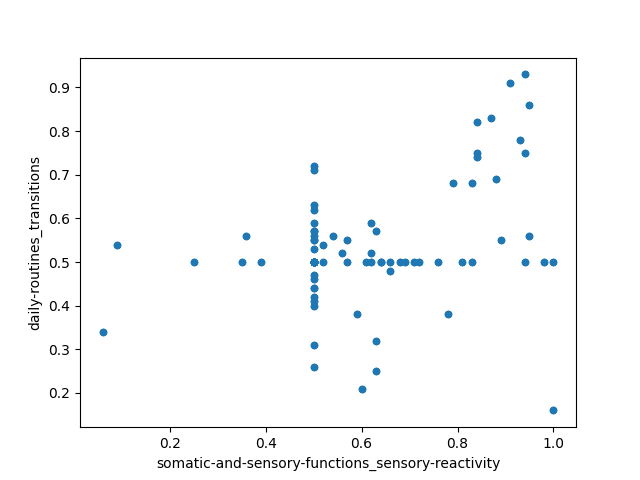 0.9
0.8
0.7
0.6
0.5
0.4
0.3
0.2
daily-routines_transitions
0.2 0.4 0.6 0.8 1.0
somatic-and-sensory-functions_sensory-reactivity